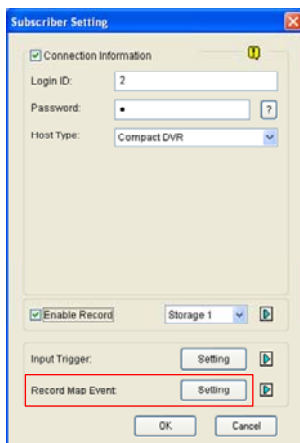 Subscriber Setting
Connection Information
Login ID: 2
Password: •
?
Host Type: Compact DVR
Enable Record Storage 1
Input Trigger: Setting
Record Map Event: Setting
OK Cancel